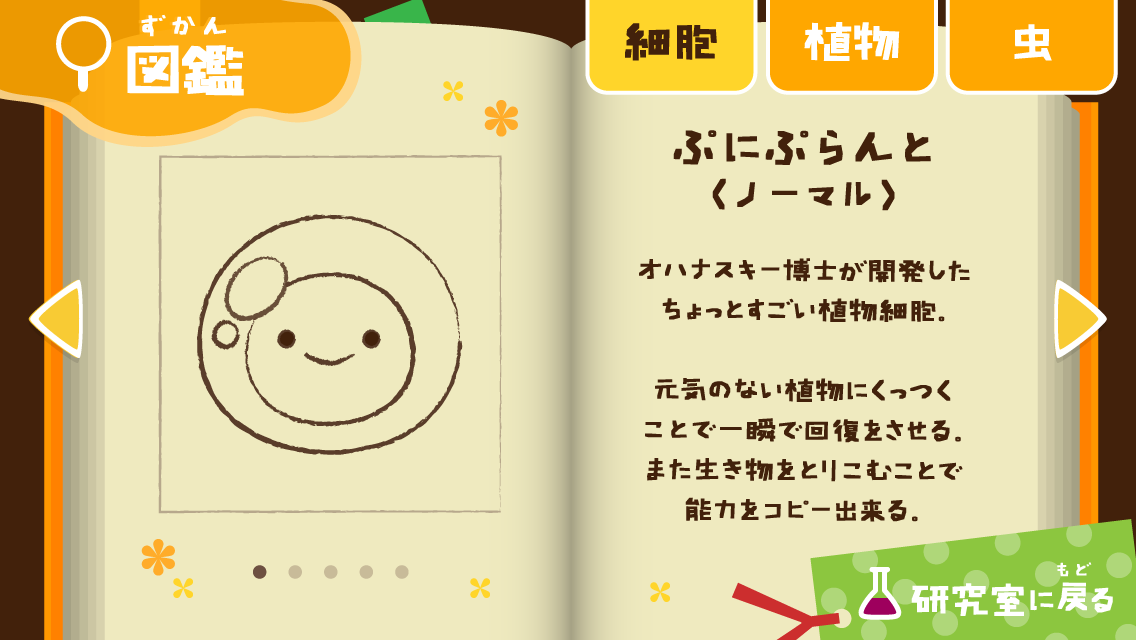 ずかん
図鑑
細胞
植物
虫
ぷにぷらんと
〈ノーマル〉
オハナスキー博士が開発した
ちょっとすごい植物細胞。
元気のない植物にくっつく
ことで一瞬で回復をさせる。
また生き物をとりこむことで
能力をコピー出来る。
もど
研究室に戻る